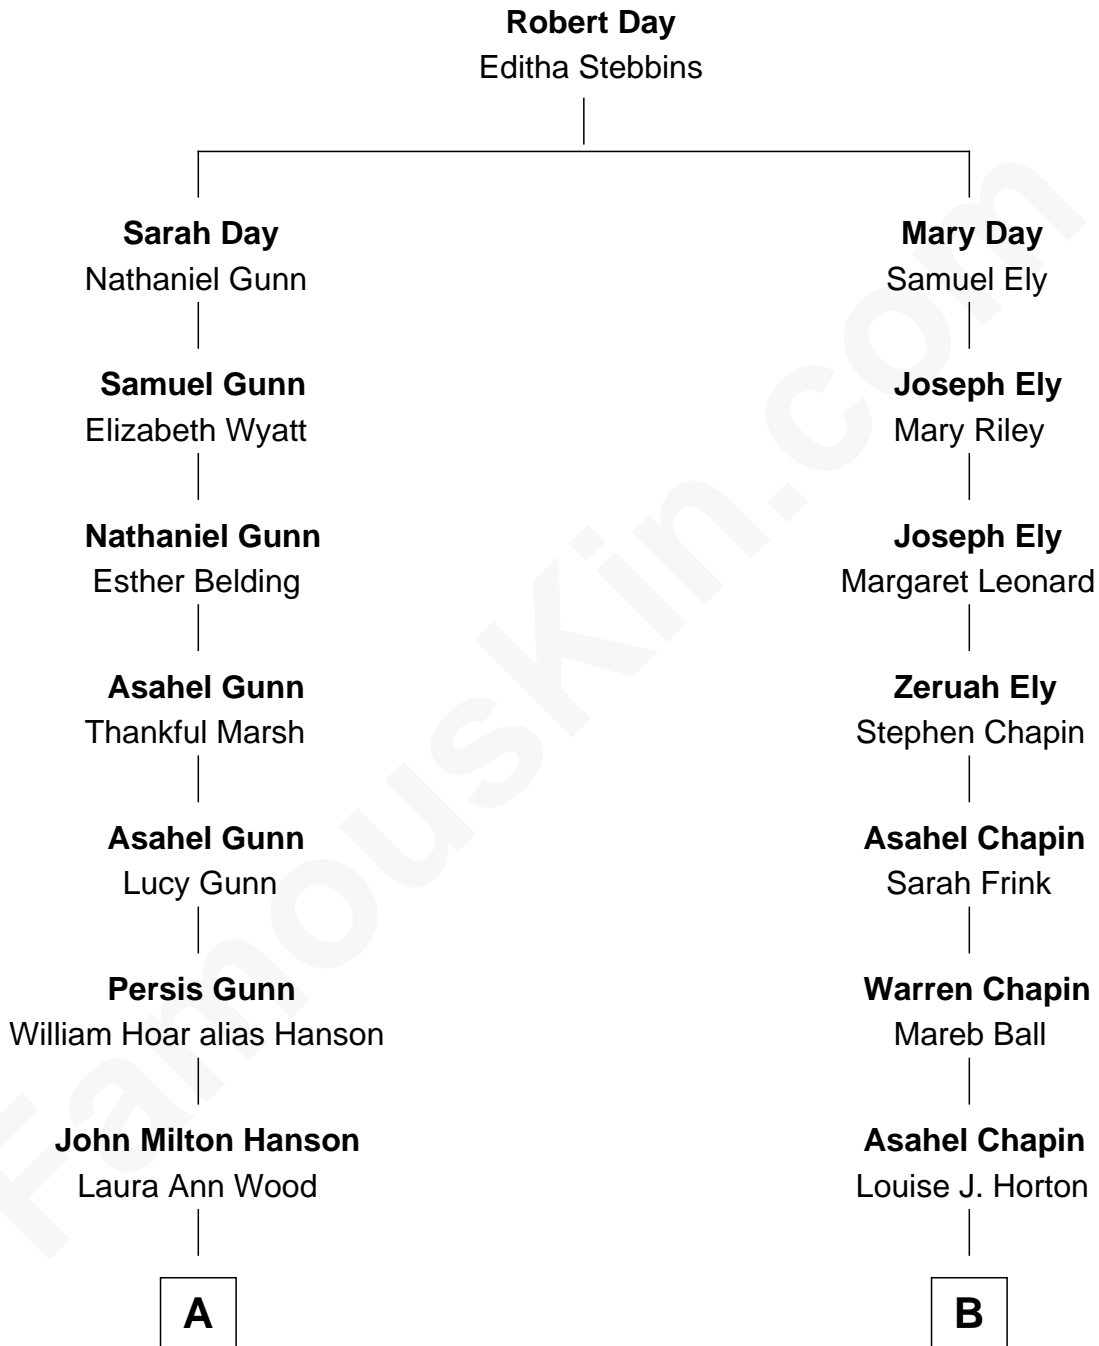 Robert Day
Editha Stebbins
Sarah Day
Nathaniel Gunn
Mary Day
Samuel Ely
Samuel Gunn
Elizabeth Wyatt
Joseph Ely
Mary Riley
Nathaniel Gunn
Esther Belding
Joseph Ely
Margaret Leonard
Asahel Gunn
Thankful Marsh
Zeruah Ely
Stephen Chapin
Asahel Gunn
Lucy Gunn
Asahel Chapin
Sarah Frink
Persis Gunn
William Hoar alias Hanson
Warren Chapin
Mareb Ball
John Milton Hanson
Laura Ann Wood
Asahel Chapin
Louise J. Horton
A
B
FamousKin.com